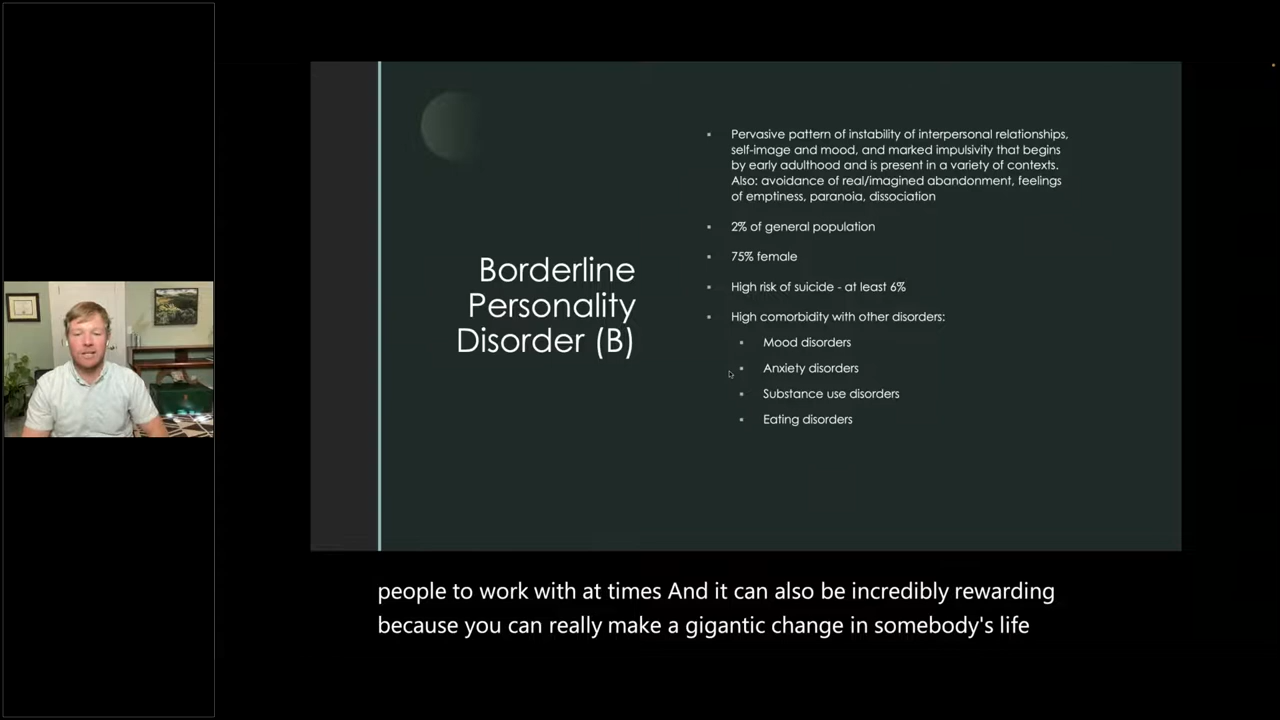 Borderline
Personality
Disorder (B)
Pervasive pattern of instability of interpersonal relationships,
self-image and mood, and marked impulsivity that begins
by early adulthood and is present in a variety of contexts.
Also: avoidance of real/imagined abandonment, feelings
of emptiness, paranoia, dissociation
2% of general population
75% female
High risk of suicide - at least 6%
High comorbidity with other disorders:
Mood disorders
Anxiety disorders
Substance use disorders
Eating disorders
people to work with at times And it can also be incredibly rewarding
because you can really make a gigantic change in somebody's life